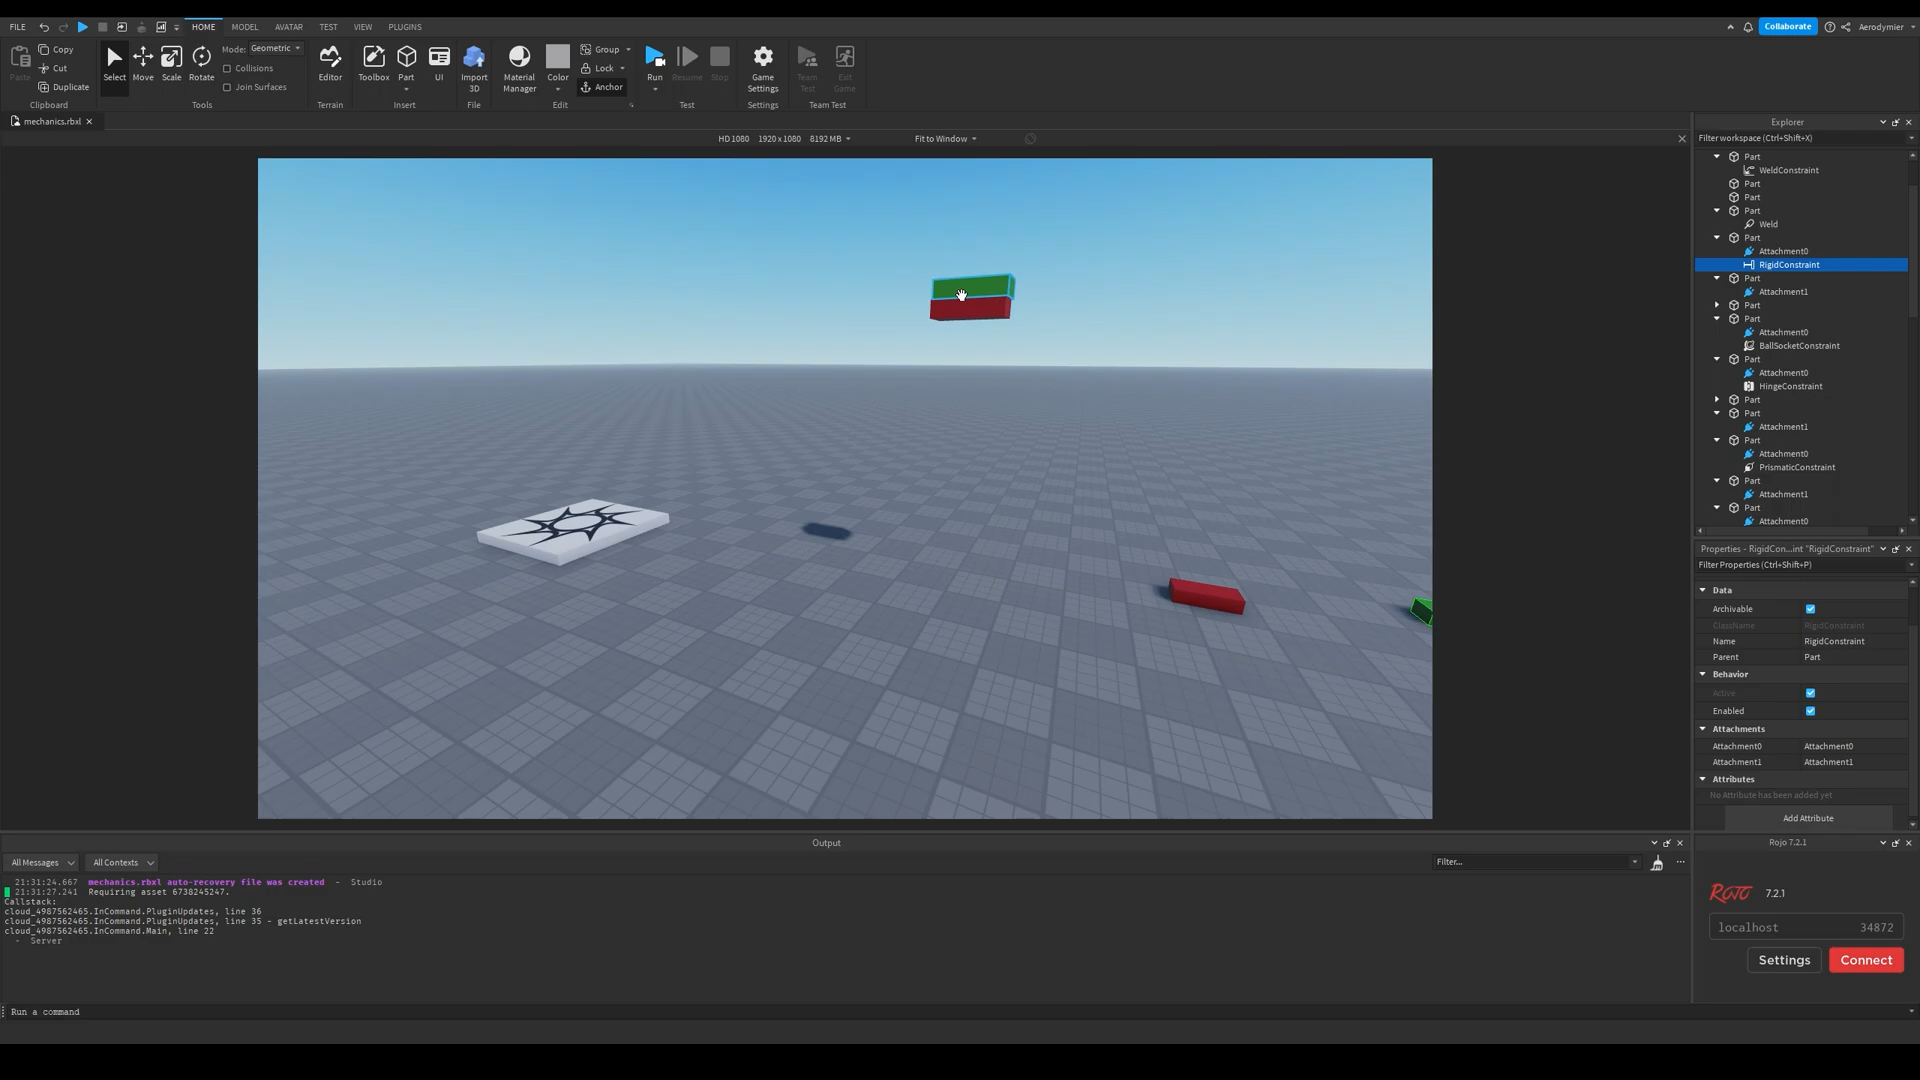 FILE HOME MODEL AVATAR TEST VIEW PLUGINS Collaborate Aerodymier
Paste Copy Cut Duplicate Clipboard
Select Move Scale Rotate Mode: Geometric Collisions Join Surfaces Tools
Editor Terrain
Toolbox Part UI Insert
Import 3D File
Material Manager Color Group Lock Anchor Edit
Run Resume Stop Test
Game Settings Settings
Team Test Exit Game Team Test
mechanics.rbxl
HD 1080 1920 x 1080 8192 MB Fit to Window
Explorer
Filter workspace (Ctrl+Shift+X)
Part
WeldConstraint
Part
Part
Part
Weld
Part
Attachment0
RigidConstraint
Part
Attachment1
Part
Part
Attachment0
BallSocketConstraint
Part
Attachment0
HingeConstraint
Part
Part
Attachment1
Part
Attachment0
PrismaticConstraint
Part
Attachment1
Part
Attachment0
Properties - RigidCon...int "RigidConstraint"
Filter Properties (Ctrl+Shift+P)
Data
Archivable
ClassName RigidConstraint
Name RigidConstraint
Parent Part
Behavior
Active
Enabled
Attachments
Attachment0 Attachment0
Attachment1 Attachment1
Attributes
No Attribute has been added yet
Add Attribute
Output
All Messages All Contexts Filter...
21:31:24.667 mechanics.rbxl auto-recovery file was created - Studio
21:31:27.241 Requiring asset 6738245247.
Callstack:
cloud_4987562465.InCommand.PluginUpdates, line 36
cloud_4987562465.InCommand.PluginUpdates, line 35 - getLatestVersion
cloud_4987562465.InCommand.Main, line 22
- Server
Rojo 7.2.1
ROJO 7.2.1
localhost 34872
Settings Connect
Run a command